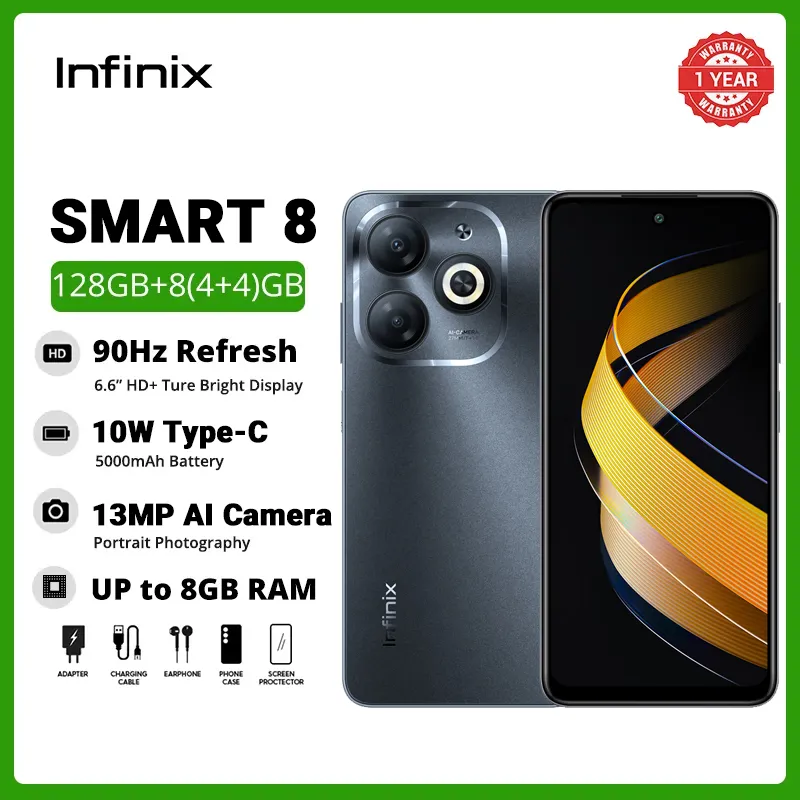 Infinix
WARRANTY
1 YEAR
WARRANTY
SMART 8
128GB+8(4+4)GB
HD
90Hz Refresh
6.6” HD+ Ture Bright Display
10W Type-C
5000mAh Battery
13MP AI Camera
Portrait Photography
UP to 8GB RAM
ADAPTER
CHARGING
CABLE
EARPHONE
PHONE
CASE
SCREEN
PROCTECTOR
AI-CAMERA
Infinix